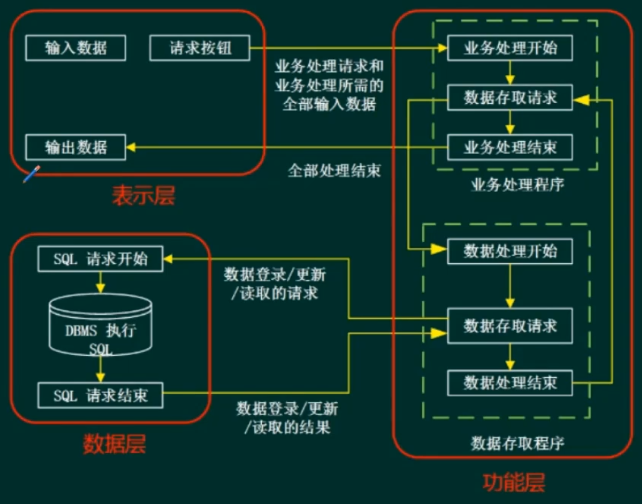 输入数据
请求按钮
业务处理请求和
业务处理所需的
全部输入数据
输出数据
全部处理结束
表示层
业务处理开始
数据存取请求
业务处理结束
业务处理程序
SQL 请求开始
DBMS 执行
SQL
SQL 请求结束
数据层
数据登录/更新
/读取的请求
数据登录/更新
/读取的结果
数据处理开始
数据存取请求
数据处理结束
数据存取程序
功能层